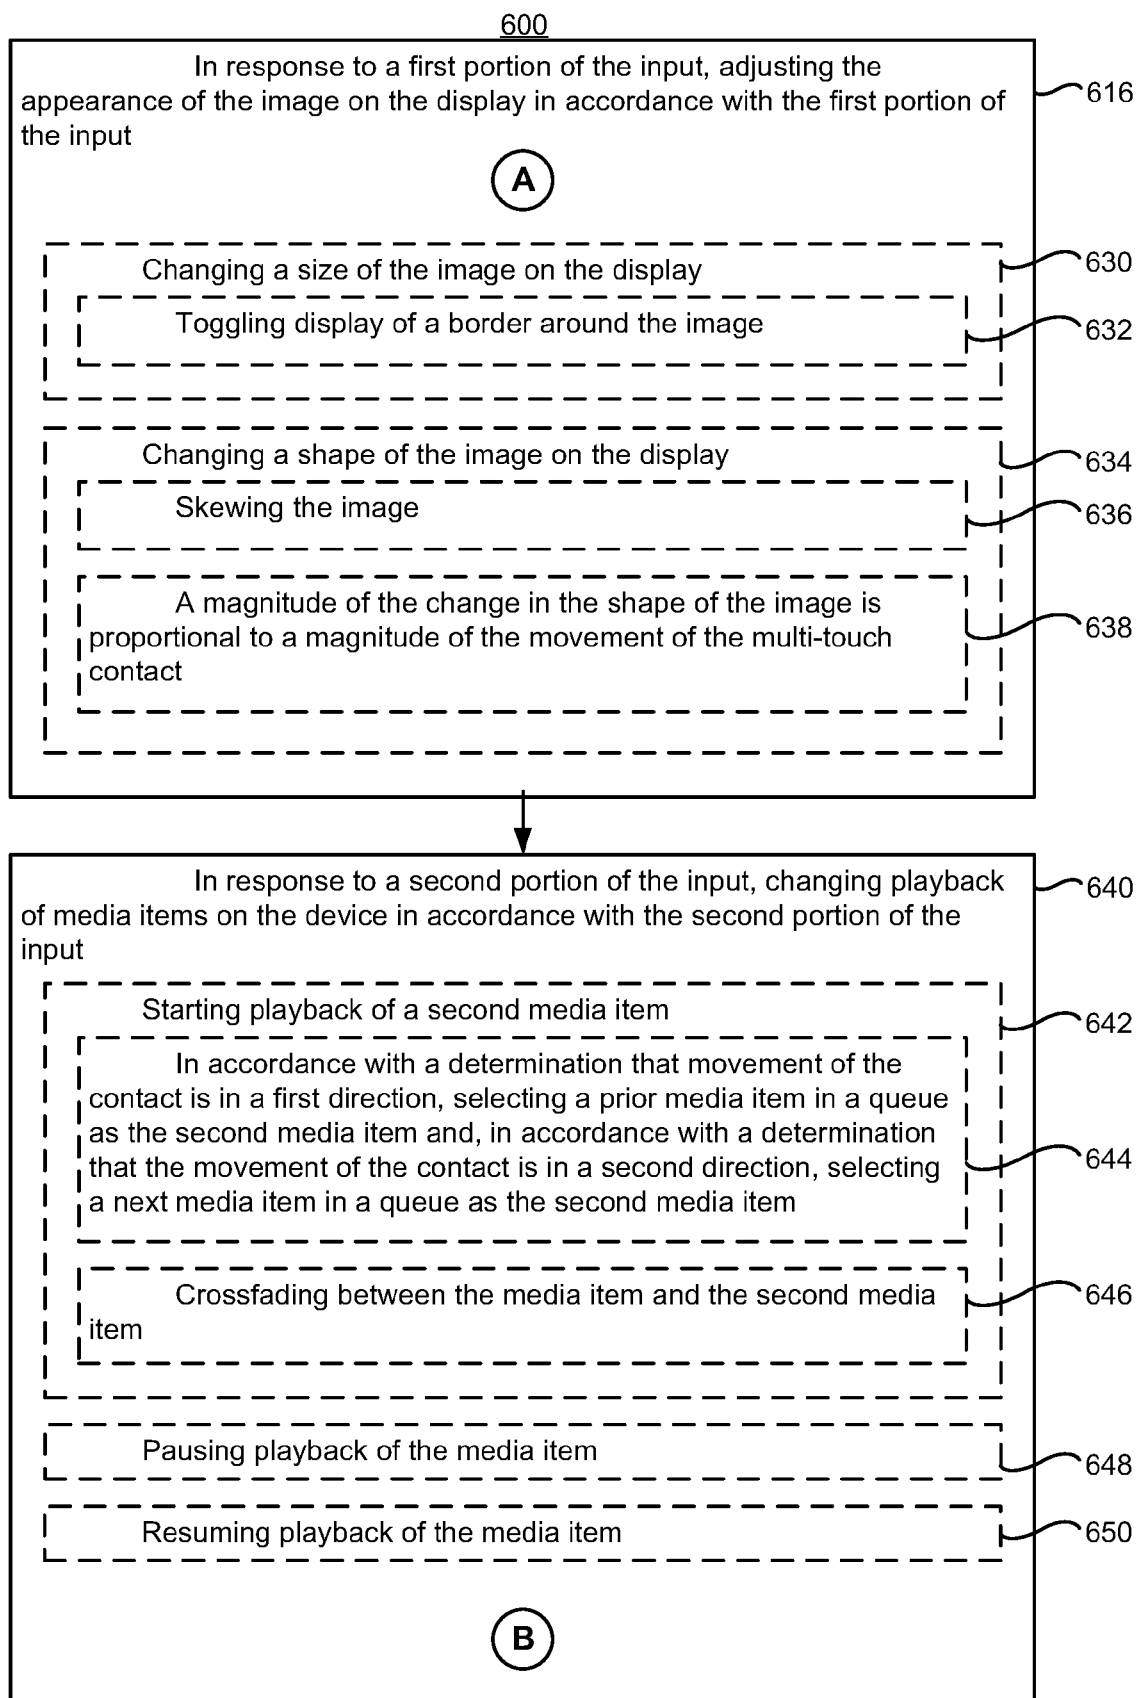 600
In response to a first portion of the input, adjusting the
appearance of the image on the display in accordance with the first portion of
the input
616
A
Changing a size of the image on the display
630
Toggling display of a border around the image
632
Changing a shape of the image on the display
634
Skewing the image
636
A magnitude of the change in the shape of the image is
proportional to a magnitude of the movement of the multi-touch
contact
638
In response to a second portion of the input, changing playback
of media items on the device in accordance with the second portion of the
input
640
Starting playback of a second media item
642
In accordance with a determination that movement of the
contact is in a first direction, selecting a prior media item in a queue
as the second media item and, in accordance with a determination
that the movement of the contact is in a second direction, selecting
a next media item in a queue as the second media item
644
Crossfading between the media item and the second media
item
646
Pausing playback of the media item
648
Resuming playback of the media item
650
B